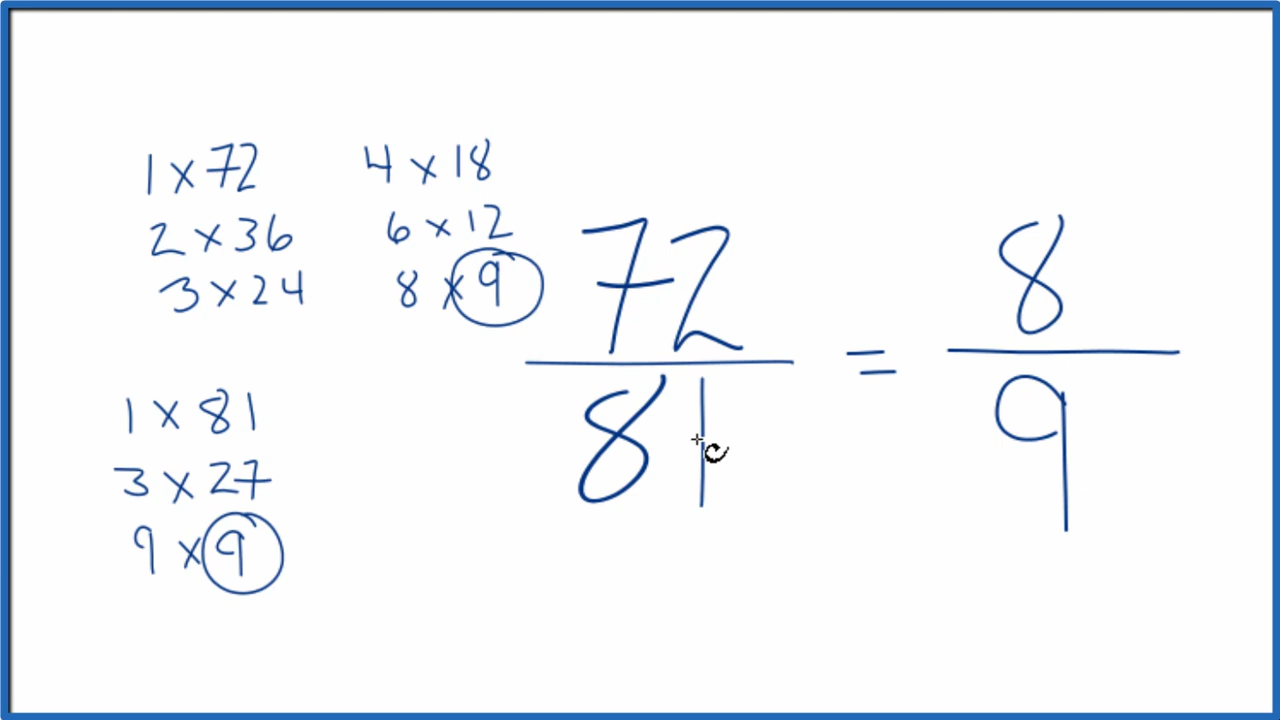 1 x 72
2 x 36
3 x 24
4 x 18
6 x 12
8 x 9
1 x 81
3 x 27
9 x 9
72/81 = 8/9